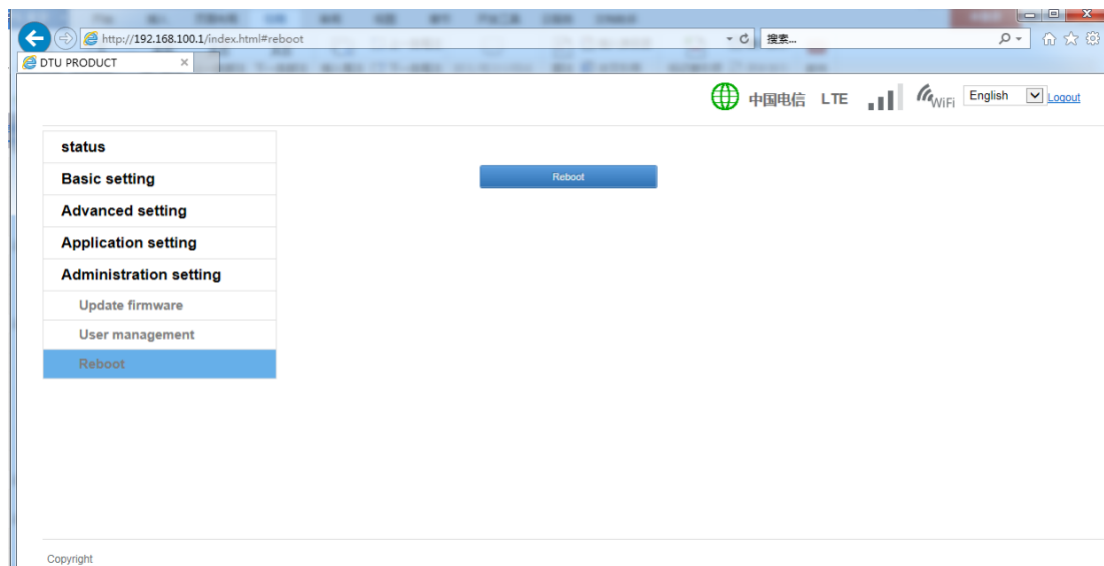 http://192.168.100.1/index.html#reboot
搜索...
DTU PRODUCT
中国电信 LTE WiFi English Logout
status
Basic setting
Advanced setting
Application setting
Administration setting
Update firmware
User management
Reboot
Reboot
Copyright